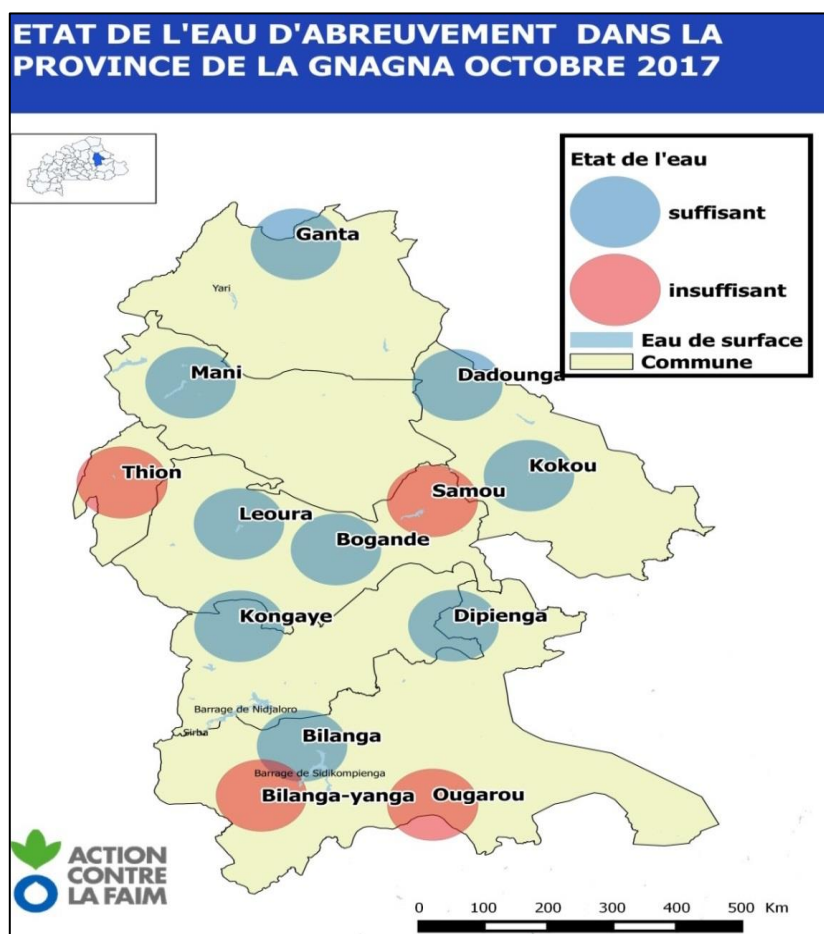 ETAT DE L'EAU D'ABREUVEMENT DANS LA
PROVINCE DE LA GNAGNA OCTOBRE 2017
Etat de l'eau
suffisant
insuffisant
Eau de surface
Commune
Ganta
Yari
Mani
Dadounga
Thion
Kokou
Samou
Leoura
Bogande
Kongaye
Dipienga
Barrage de Nidjaloro
Sirba
Bilanga
Barrage de Sidikompienga
Bilanga-yanga
Ougarou
ACTION
CONTRE
LA FAIM
0 100 200 300 400 500 Km